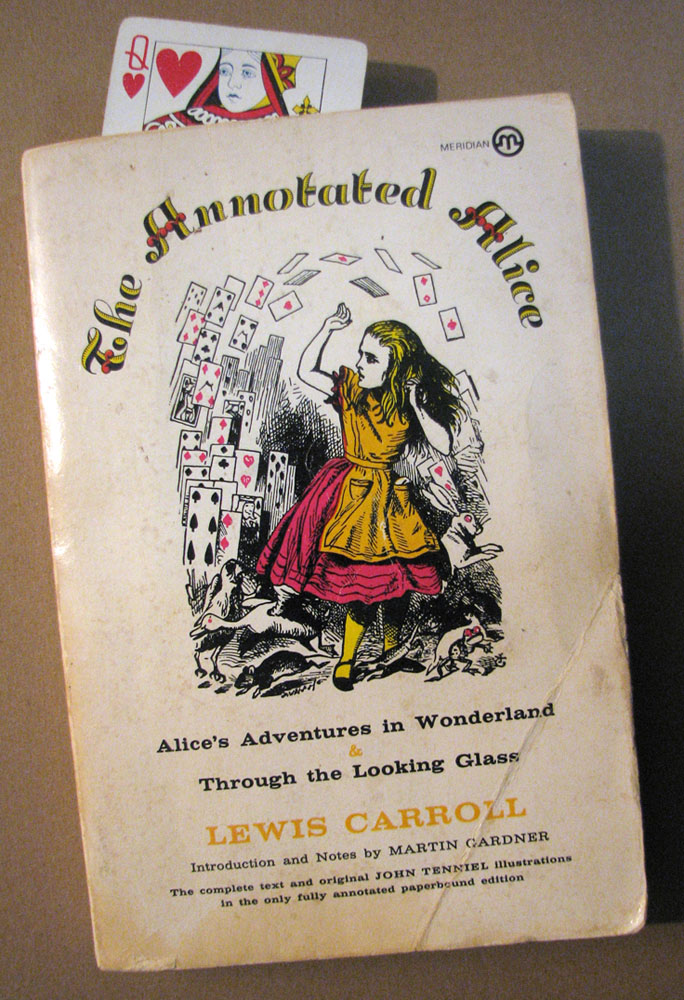 Q
MERIDIAN M
The Annotated Alice
Alice's Adventures in Wonderland
&
Through the Looking Glass
LEWIS CARROLL
Introduction and Notes by MARTIN GARDNER
The complete text and original JOHN TENNIEL illustrations
in the only fully annotated paperbound edition